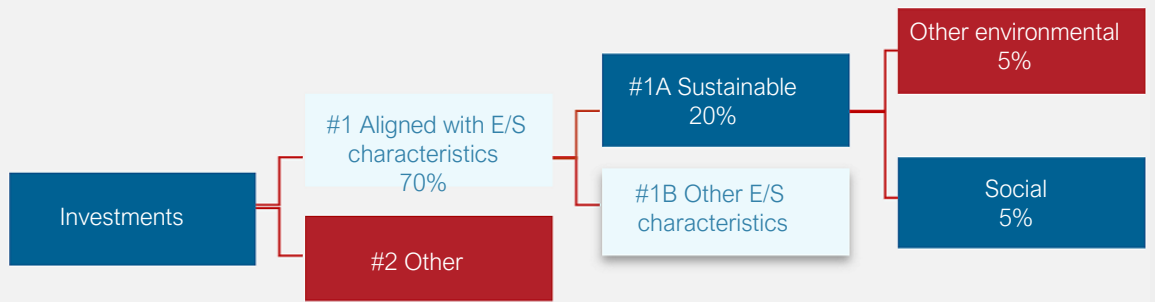 Investments
#1 Aligned with E/S
characteristics
70%
#2 Other
#1A Sustainable
20%
#1B Other E/S
characteristics
Other environmental
5%
Social
5%